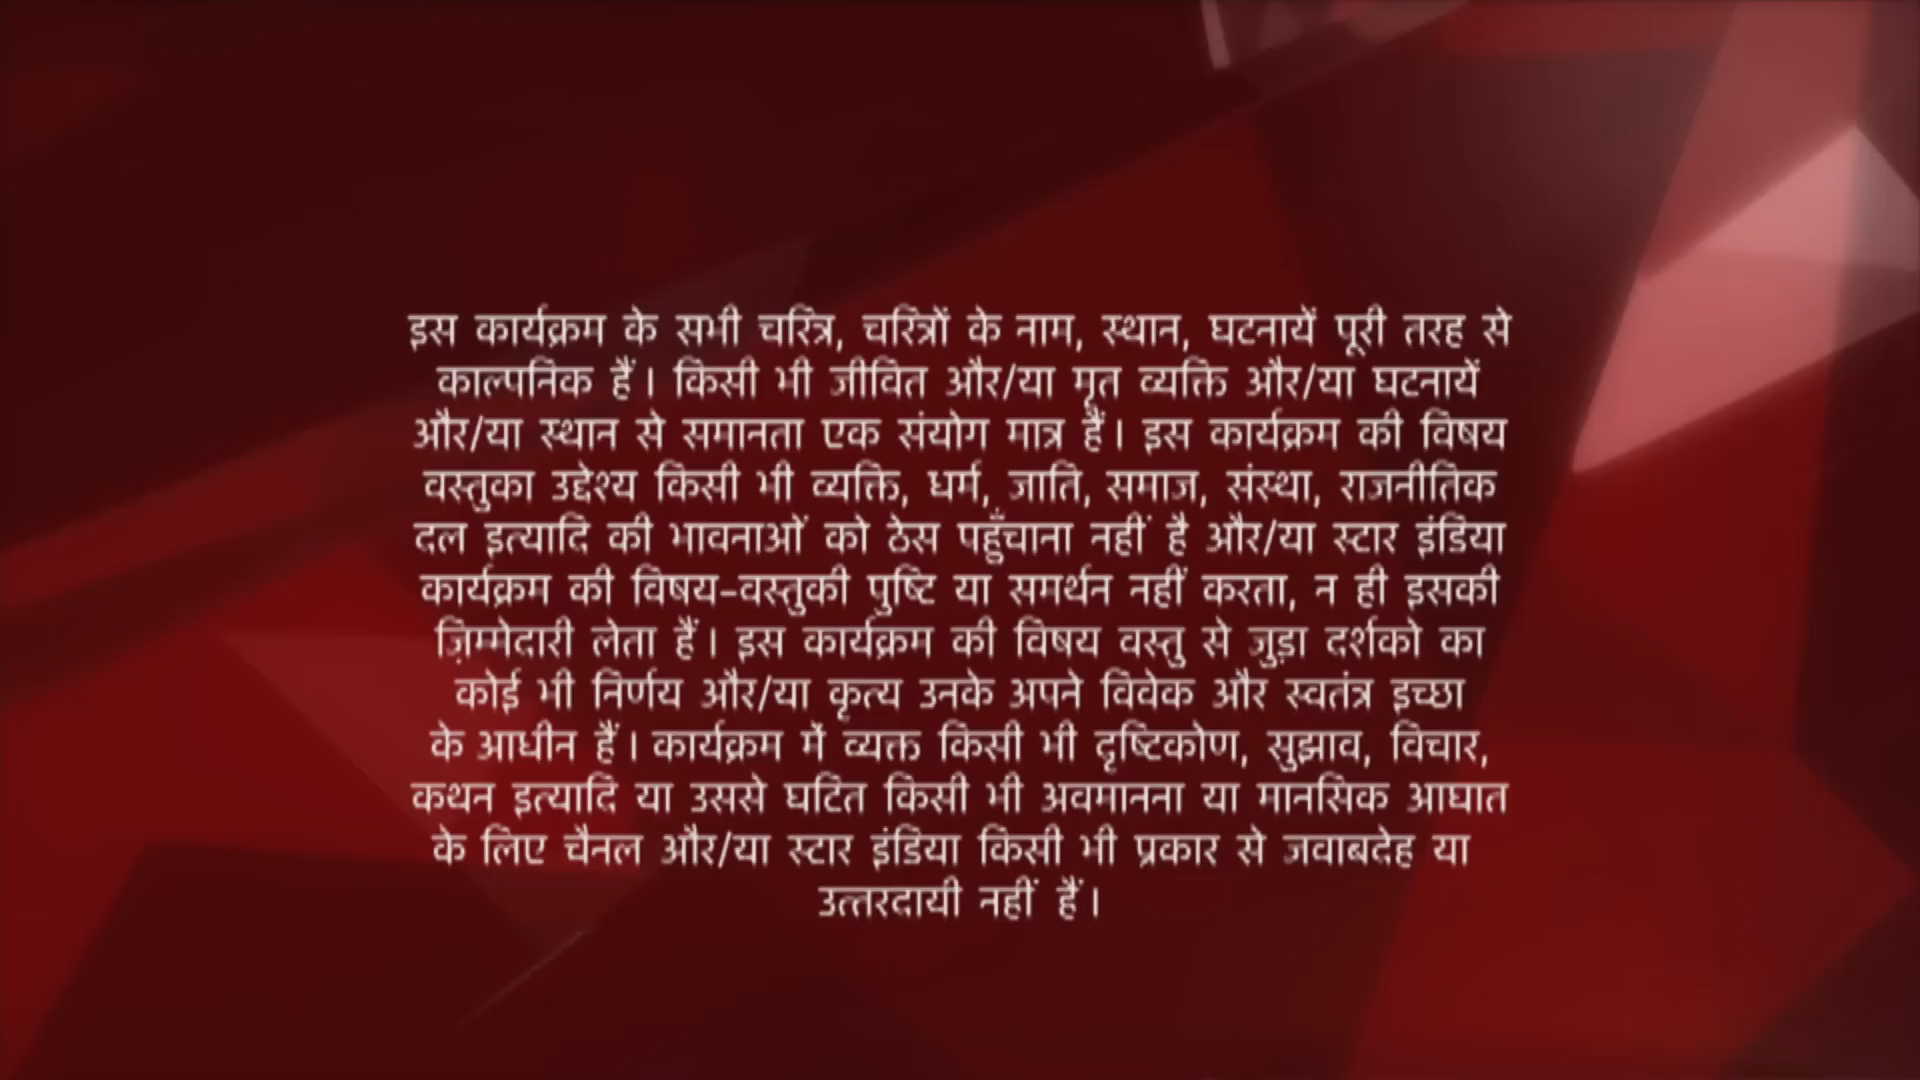 इस कार्यक्रम के सभी चरित्र, चरित्रों के नाम, स्थान, घटनायें पूरी तरह से
काल्पनिक हैं। किसी भी जीवित और/या मृत व्यक्ति और/या घटनायें
और/या स्थान से समानता एक संयोग मात्र हैं। इस कार्यक्रम की विषय
वस्तुका उद्देश्य किसी भी व्यक्ति, धर्म, जाति, समाज, संस्था, राजनीतिक
दल इत्यादि की भावनाओं को ठेस पहुँचाना नहीं है और/या स्टार इंडिया
कार्यक्रम की विषय–वस्तुकी पुष्टि या समर्थन नहीं करता, न ही इसकी
ज़िम्मेदारी लेता हैं। इस कार्यक्रम की विषय वस्तु से जुड़ा दर्शको का
कोई भी निर्णय और/या कृत्य उनके अपने विवेक और स्वतंत्र इच्छा
के आधीन हैं। कार्यक्रम में व्यक्त किसी भी दृष्टिकोण, सुझाव, विचार,
कथन इत्यादि या उससे घटित किसी भी अवमानना या मानसिक आघात
के लिए चैनल और/या स्टार इंडिया किसी भी प्रकार से जवाबदेह या
उत्तरदायी नहीं हैं।